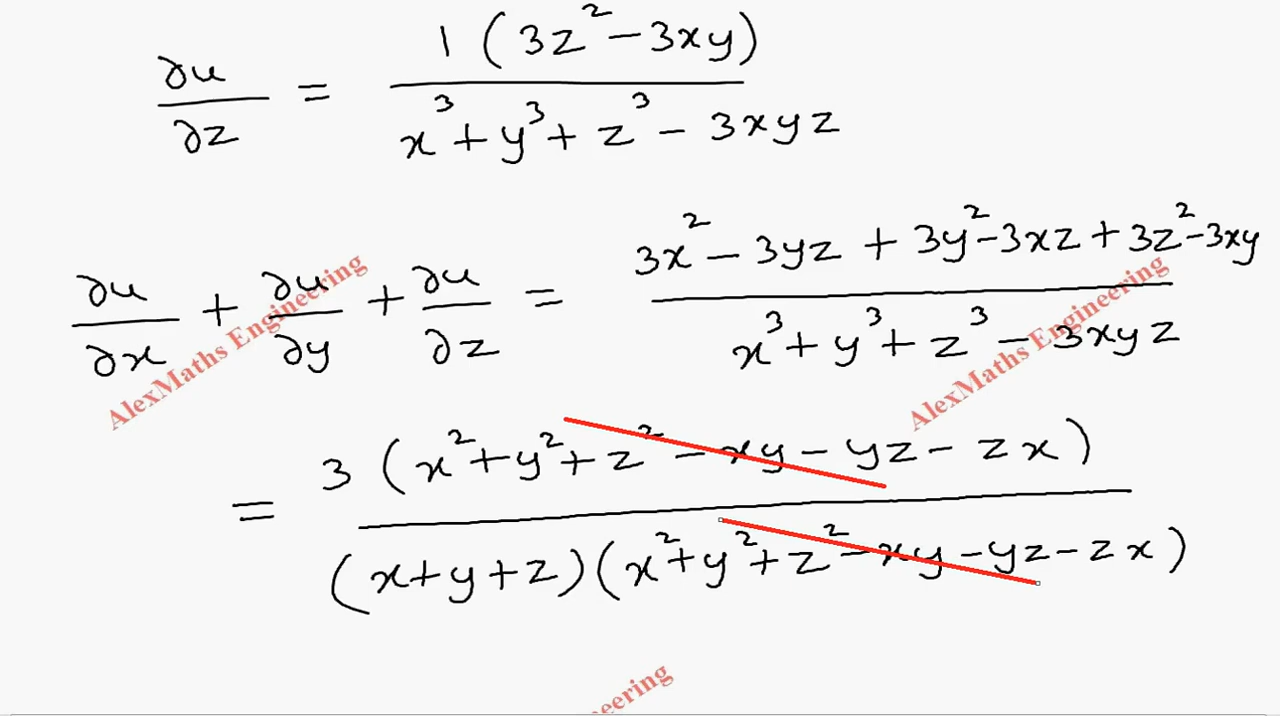 ∂u/∂z = 1 (3z² − 3xy) / x³ + y³ + z³ − 3xyz
∂u/∂x + ∂u/∂y + ∂u/∂z = 3x² − 3yz + 3y² − 3xz + 3z² − 3xy / x³ + y³ + z³ − 3xyz
AlexMaths Engineering
AlexMaths Engineering
= 3 (x² + y² + z² − xy − yz − zx) / (x + y + z)(x² + y² + z² − xy − yz − zx)